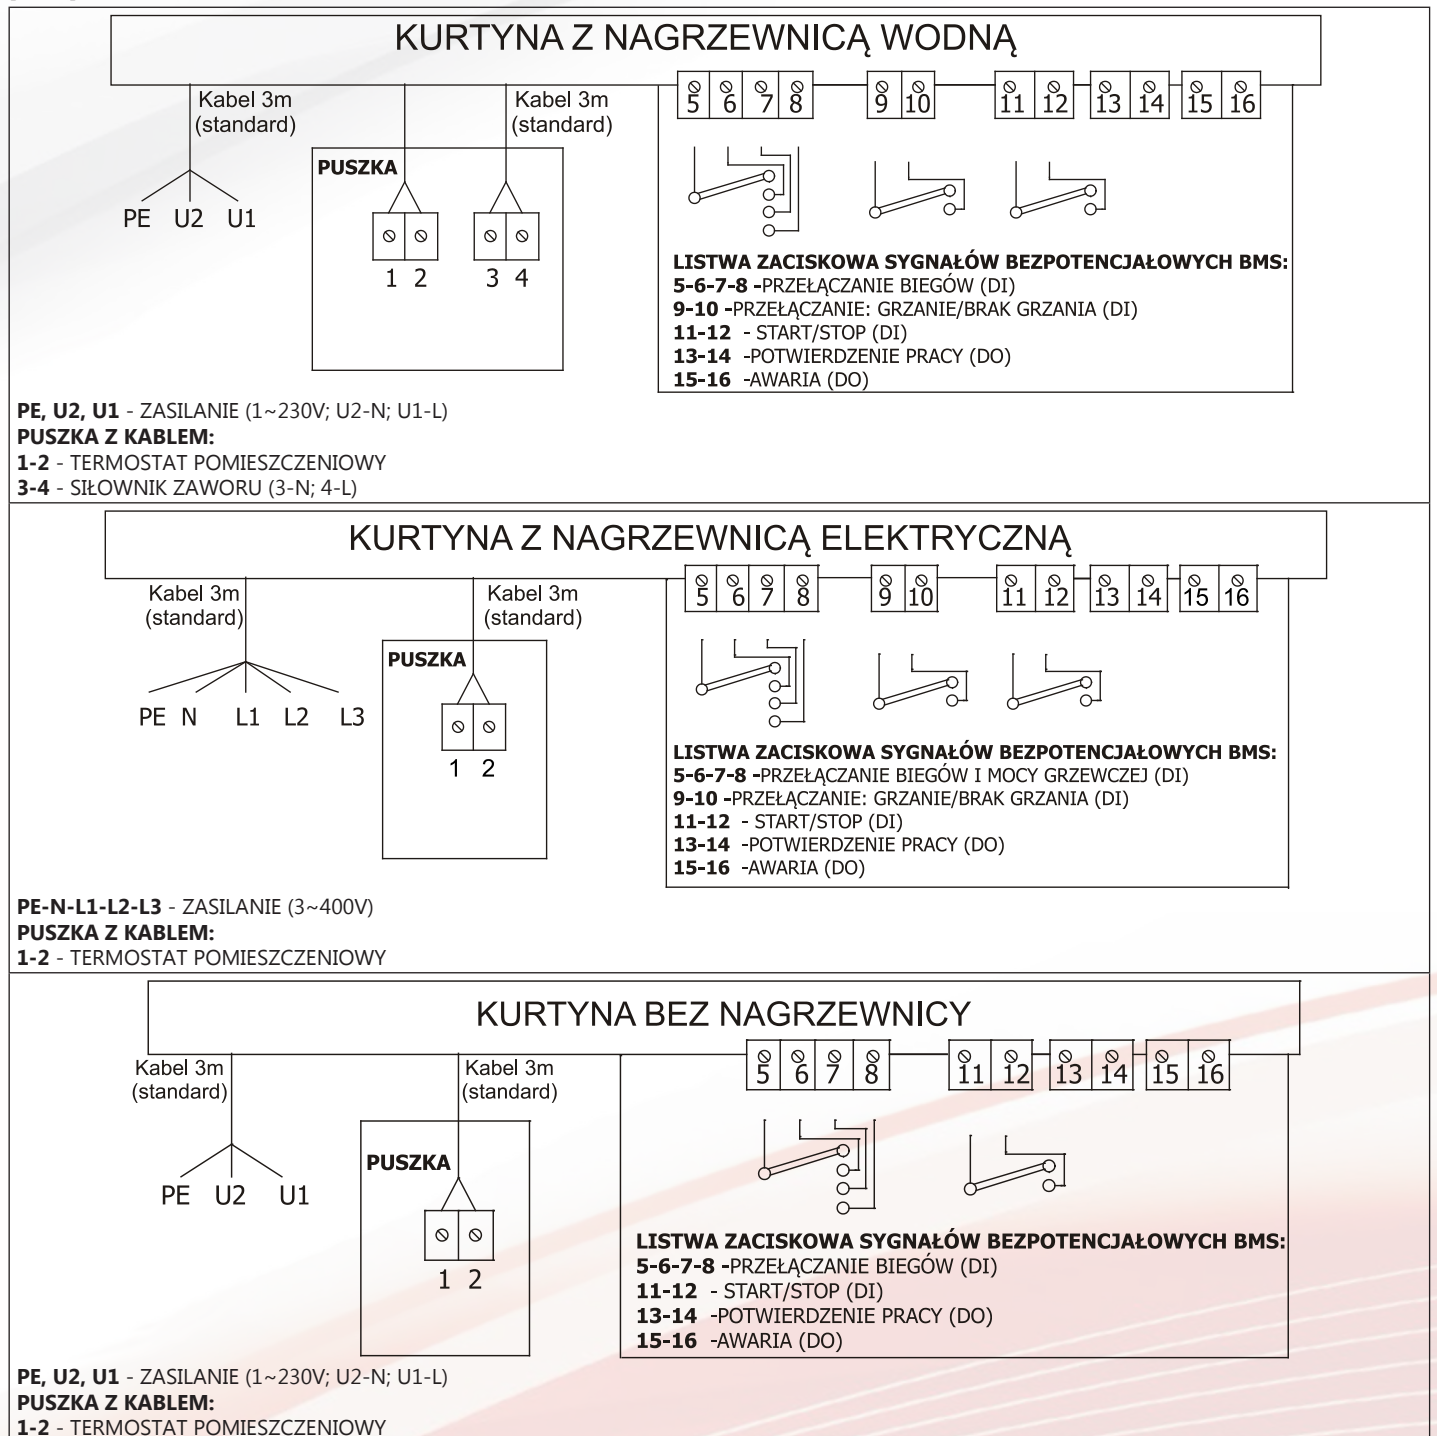 KURTYNA Z NAGRZEWNICĄ WODNĄ
Kabel 3m
(standard)
Kabel 3m
(standard)
5 6 7 8 9 10 11 12 13 14 15 16
PUSZKA
PE U2 U1
1 2 3 4
LISTWA ZACISKOWA SYGNAŁÓW BEZPOTENCJAŁOWYCH BMS:
5-6-7-8 -PRZEŁĄCZANIE BIEGÓW (DI)
9-10 -PRZEŁĄCZANIE: GRZANIE/BRAK GRZANIA (DI)
11-12 - START/STOP (DI)
13-14 -POTWIERDZENIE PRACY (DO)
15-16 -AWARIA (DO)
PE, U2, U1 - ZASILANIE (1~230V; U2-N; U1-L)
PUSZKA Z KABLEM:
1-2 - TERMOSTAT POMIESZCZENIOWY
3-4 - SIŁOWNIK ZAWORU (3-N; 4-L)
KURTYNA Z NAGRZEWNICĄ ELEKTRYCZNĄ
Kabel 3m
(standard)
Kabel 3m
(standard)
5 6 7 8 9 10 11 12 13 14 15 16
PUSZKA
PE N L1 L2 L3
1 2
LISTWA ZACISKOWA SYGNAŁÓW BEZPOTENCJAŁOWYCH BMS:
5-6-7-8 -PRZEŁĄCZANIE BIEGÓW I MOCY GRZEWCZEJ (DI)
9-10 -PRZEŁĄCZANIE: GRZANIE/BRAK GRZANIA (DI)
11-12 - START/STOP (DI)
13-14 -POTWIERDZENIE PRACY (DO)
15-16 -AWARIA (DO)
PE-N-L1-L2-L3 - ZASILANIE (3~400V)
PUSZKA Z KABLEM:
1-2 - TERMOSTAT POMIESZCZENIOWY
KURTYNA BEZ NAGRZEWNICY
Kabel 3m
(standard)
Kabel 3m
(standard)
5 6 7 8 11 12 13 14 15 16
PUSZKA
PE U2 U1
1 2
LISTWA ZACISKOWA SYGNAŁÓW BEZPOTENCJAŁOWYCH BMS:
5-6-7-8 -PRZEŁĄCZANIE BIEGÓW (DI)
11-12 - START/STOP (DI)
13-14 -POTWIERDZENIE PRACY (DO)
15-16 -AWARIA (DO)
PE, U2, U1 - ZASILANIE (1~230V; U2-N; U1-L)
PUSZKA Z KABLEM:
1-2 - TERMOSTAT POMIESZCZENIOWY